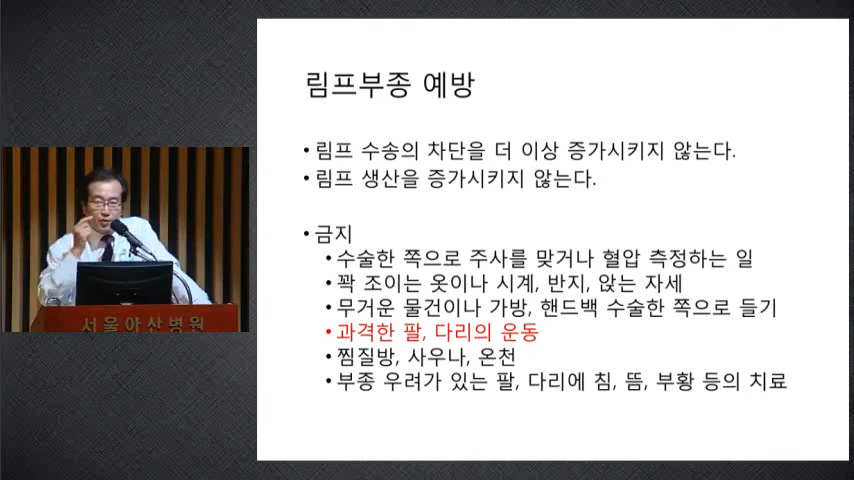 림프부종 예방
• 림프 수송의 차단을 더 이상 증가시키지 않는다.
• 림프 생산을 증가시키지 않는다.
• 금지
• 수술한 쪽으로 주사를 맞거나 혈압 측정하는 일
• 꽉 조이는 옷이나 시계, 반지, 앉는 자세
• 무거운 물건이나 가방, 핸드백 수술한 쪽으로 들기
• 과격한 팔, 다리의 운동
• 찜질방, 사우나, 온천
• 부종 우려가 있는 팔, 다리에 침, 뜸, 부황 등의 치료
서울아산병원